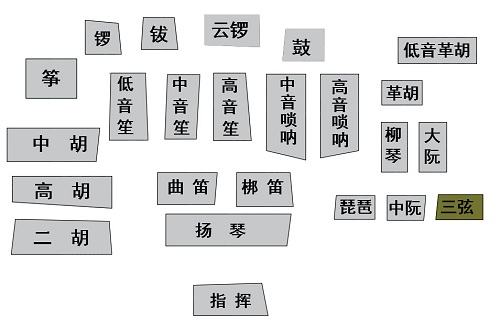 锣
钹
云锣
鼓
低音革胡
筝
低音笙
中音笙
高音笙
中音唢呐
高音唢呐
革胡
中 胡
柳琴
大阮
高 胡
曲 笛
梆 笛
琵琶
中阮
三弦
二 胡
扬 琴
指 挥